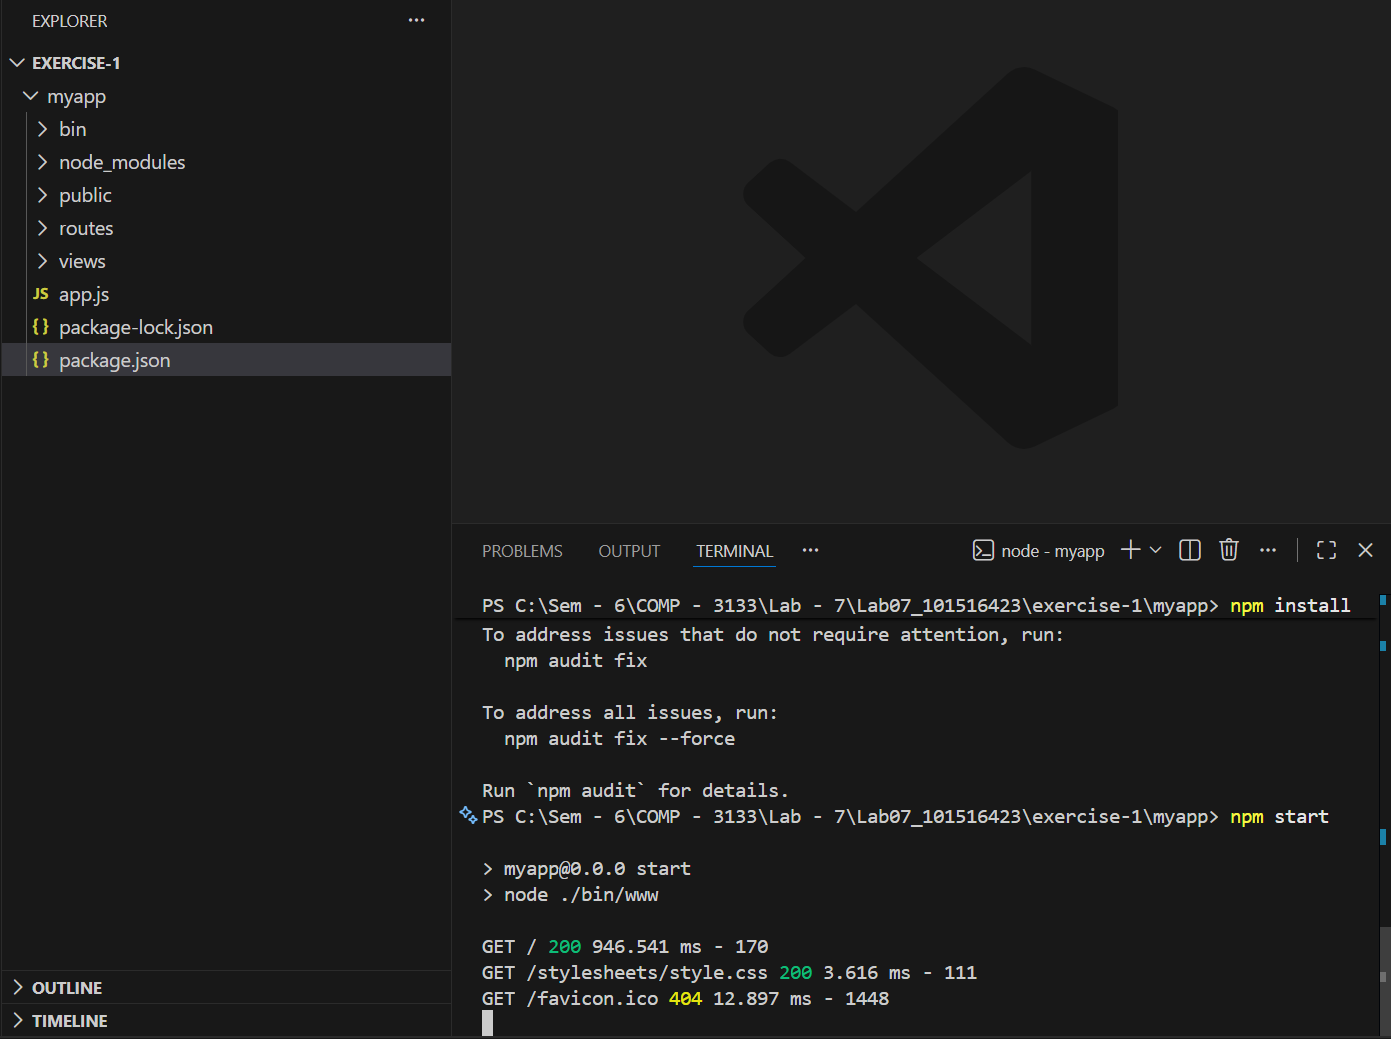 EXPLORER
EXERCISE-1
myapp
bin
node_modules
public
routes
views
JS app.js
{} package-lock.json
{} package.json
OUTLINE
TIMELINE
PROBLEMS OUTPUT TERMINAL node - myapp
PS C:\Sem - 6\COMP - 3133\Lab - 7\Lab07_101516423\exercise-1\myapp> npm install
To address issues that do not require attention, run:
  npm audit fix
To address all issues, run:
  npm audit fix --force
Run `npm audit` for details.
PS C:\Sem - 6\COMP - 3133\Lab - 7\Lab07_101516423\exercise-1\myapp> npm start
> myapp@0.0.0 start
> node ./bin/www
GET / 200 946.541 ms - 170
GET /stylesheets/style.css 200 3.616 ms - 111
GET /favicon.ico 404 12.897 ms - 1448